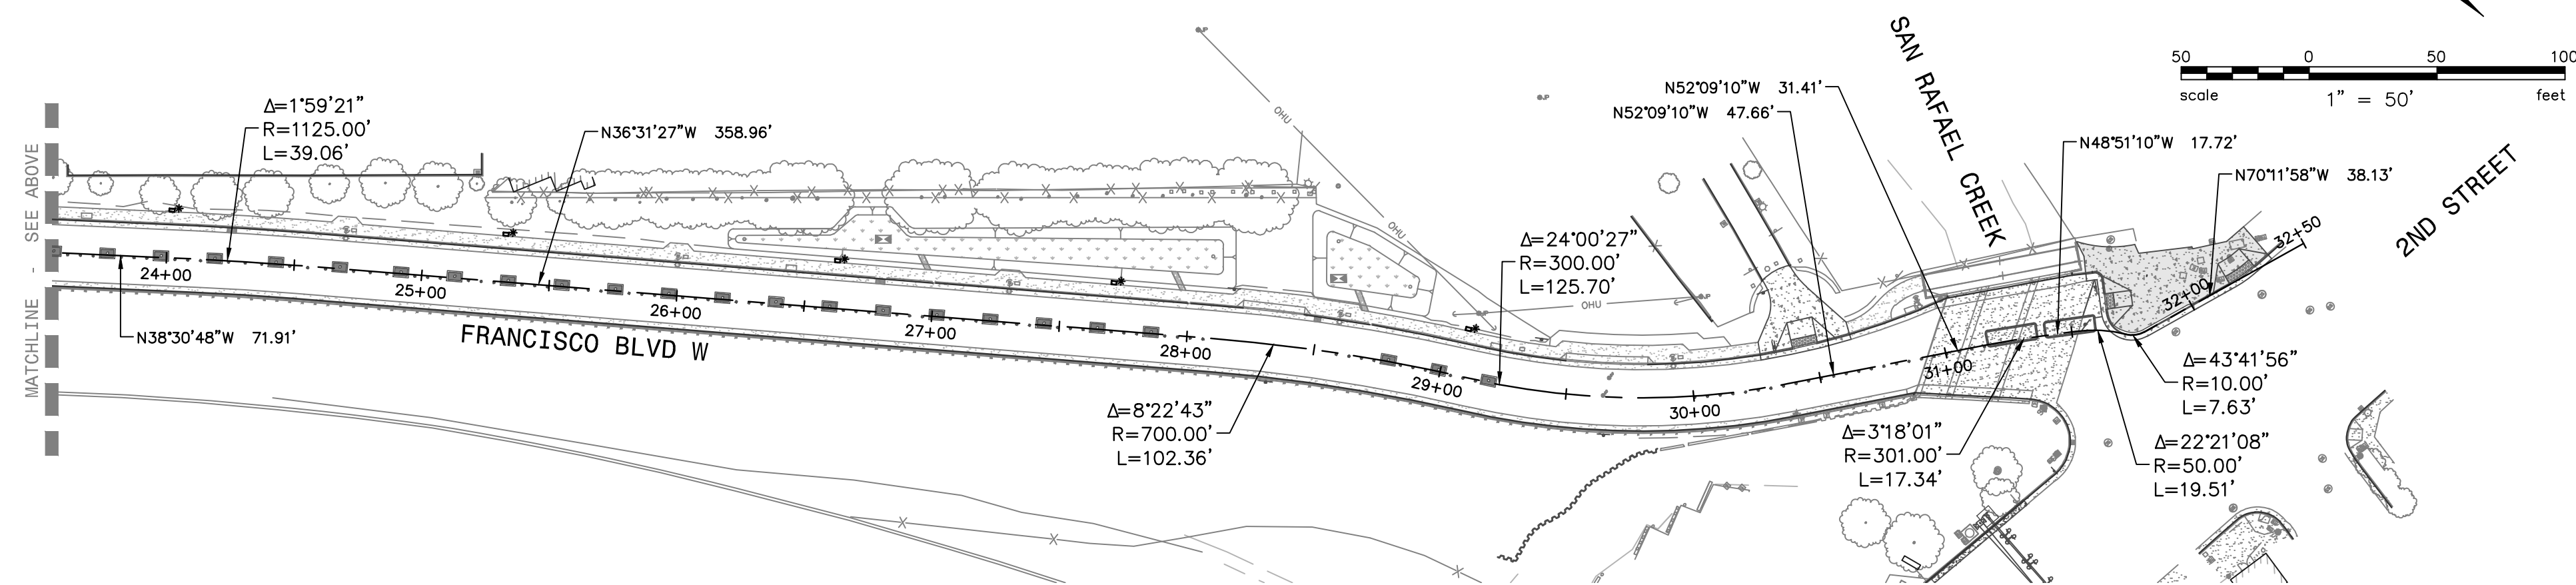 MATCHLINE - SEE ABOVE
Δ=1°59'21"
R=1125.00'
L=39.06'
N36°31'27"W 358.96'
24+00
25+00
26+00
27+00
28+00
29+00
30+00
31+00
32+00
32+50
N38°30'48"W 71.91'
FRANCISCO BLVD W
OHU
OHU
OHU
Δ=8°22'43"
R=700.00'
L=102.36'
Δ=24°00'27"
R=300.00'
L=125.70'
N52°09'10"W 31.41'
N52°09'10"W 47.66'
SAN RAFAEL CREEK
N48°51'10"W 17.72'
N70°11'58"W 38.13'
2ND STREET
50 0 50 100
scale 1" = 50' feet
Δ=3°18'01"
R=301.00'
L=17.34'
Δ=43°41'56"
R=10.00'
L=7.63'
Δ=22°21'08"
R=50.00'
L=19.51'